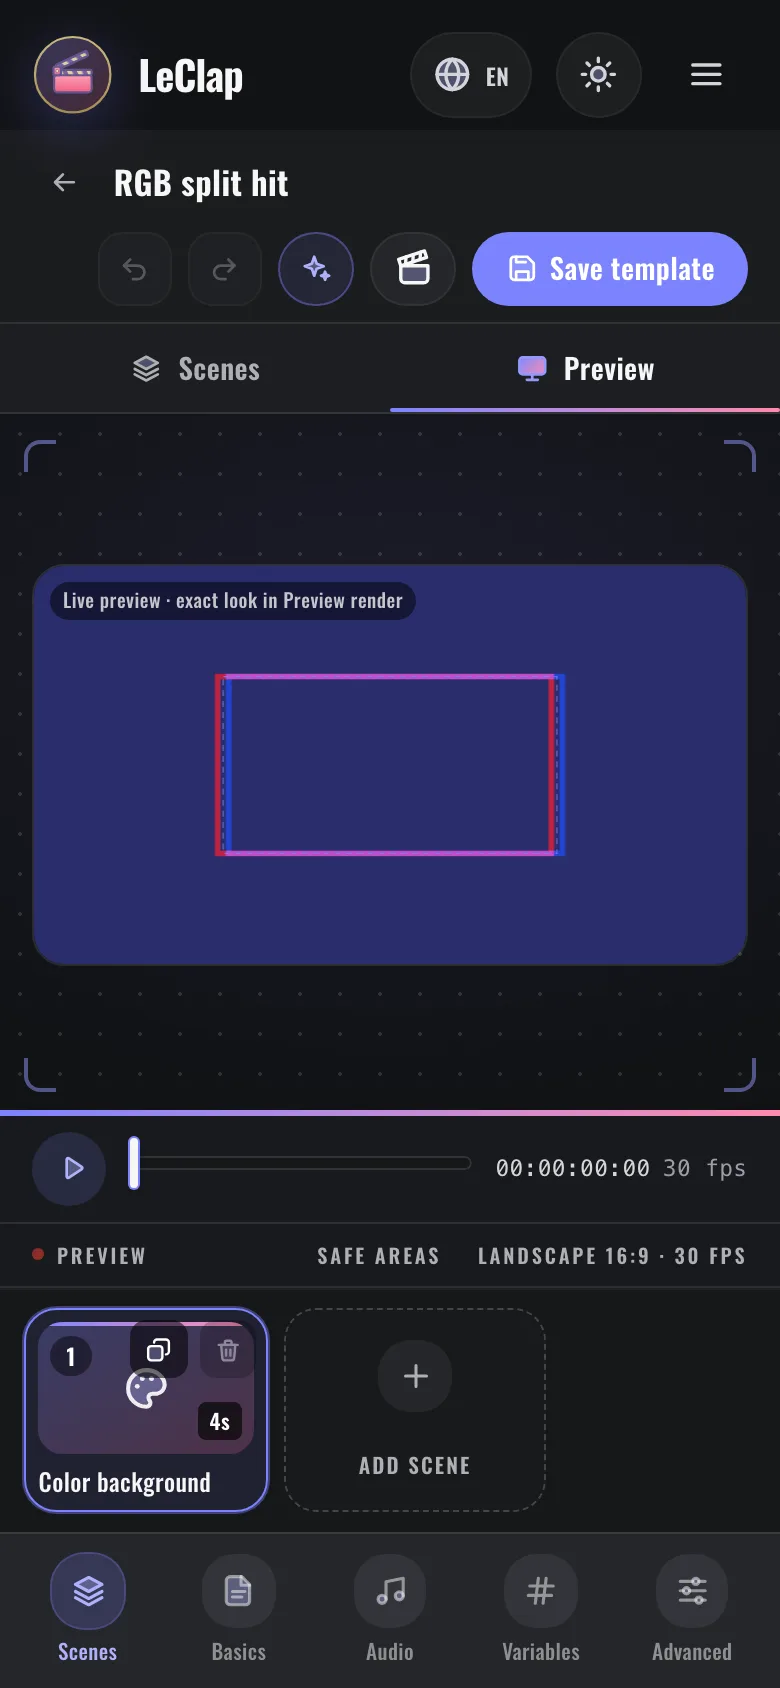 LeClap
EN
RGB split hit
Save template
Scenes
Preview
Live preview · exact look in Preview render
00:00:00:00 30 fps
PREVIEW
SAFE AREAS
LANDSCAPE 16:9 · 30 FPS
1
4s
Color background
ADD SCENE
Scenes
Basics
Audio
Variables
Advanced